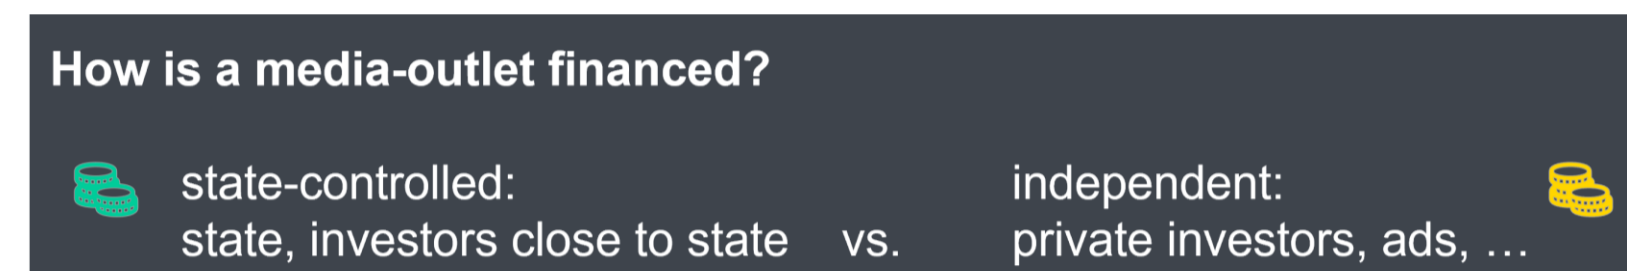 How is a media-outlet financed?
state-controlled:
state, investors close to state
vs.
independent:
private investors, ads, …